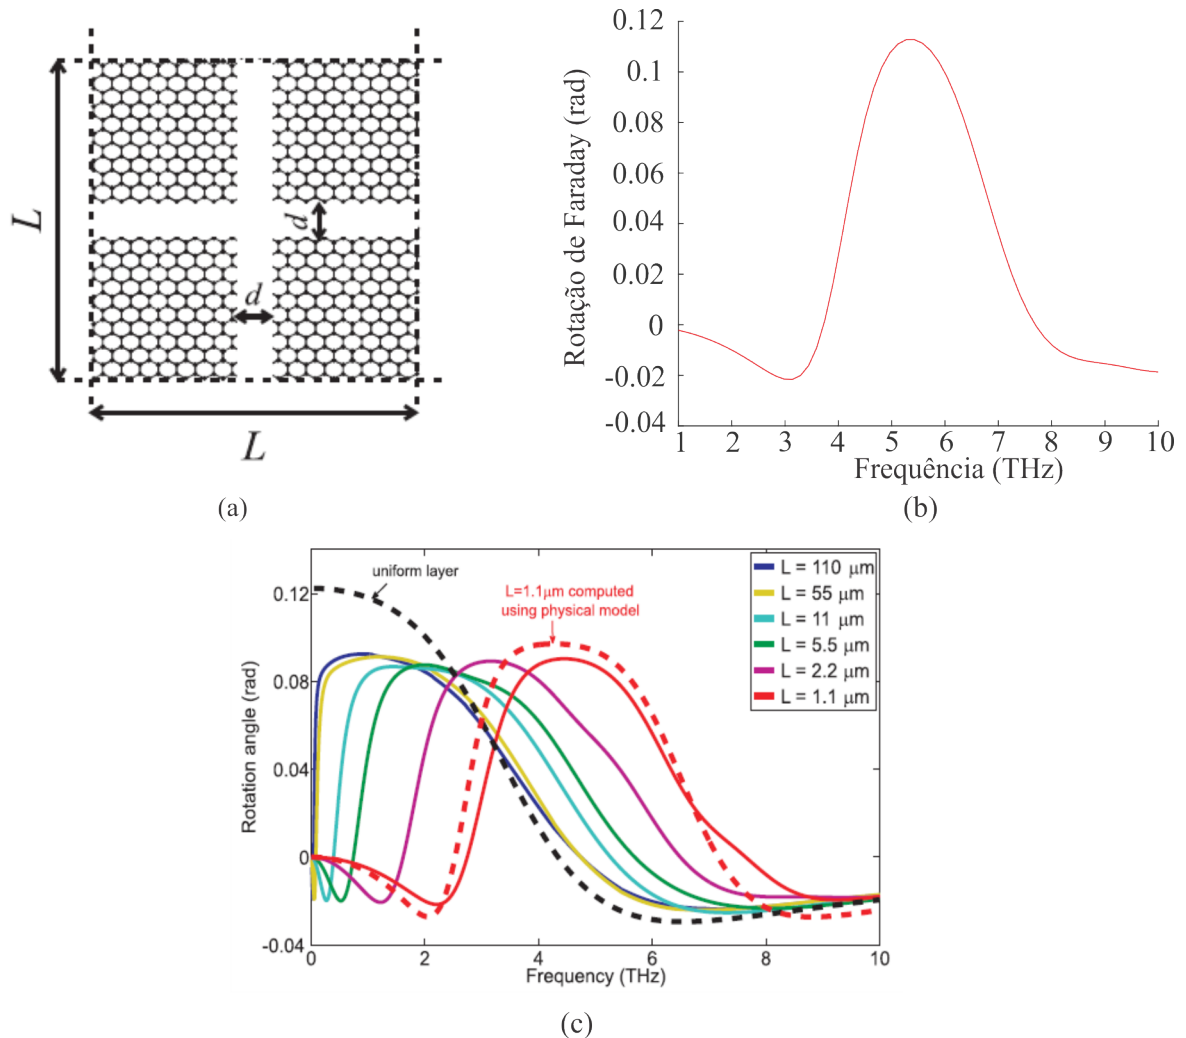 L
d
d
L
(a)
0.12
0.1
0.08
0.06
0.04
0.02
0
-0.02
-0.04
Rotação de Faraday (rad)
1 2 3 4 5 6 7 8 9 10
Frequência (THz)
(b)
uniform layer
L=1.1μm computed
using physical model
L = 110 μm
L = 55 μm
L = 11 μm
L = 5.5 μm
L = 2.2 μm
L = 1.1 μm
0.12
0.08
0.04
0
-0.04
Rotation angle (rad)
0 2 4 6 8 10
Frequency (THz)
(c)